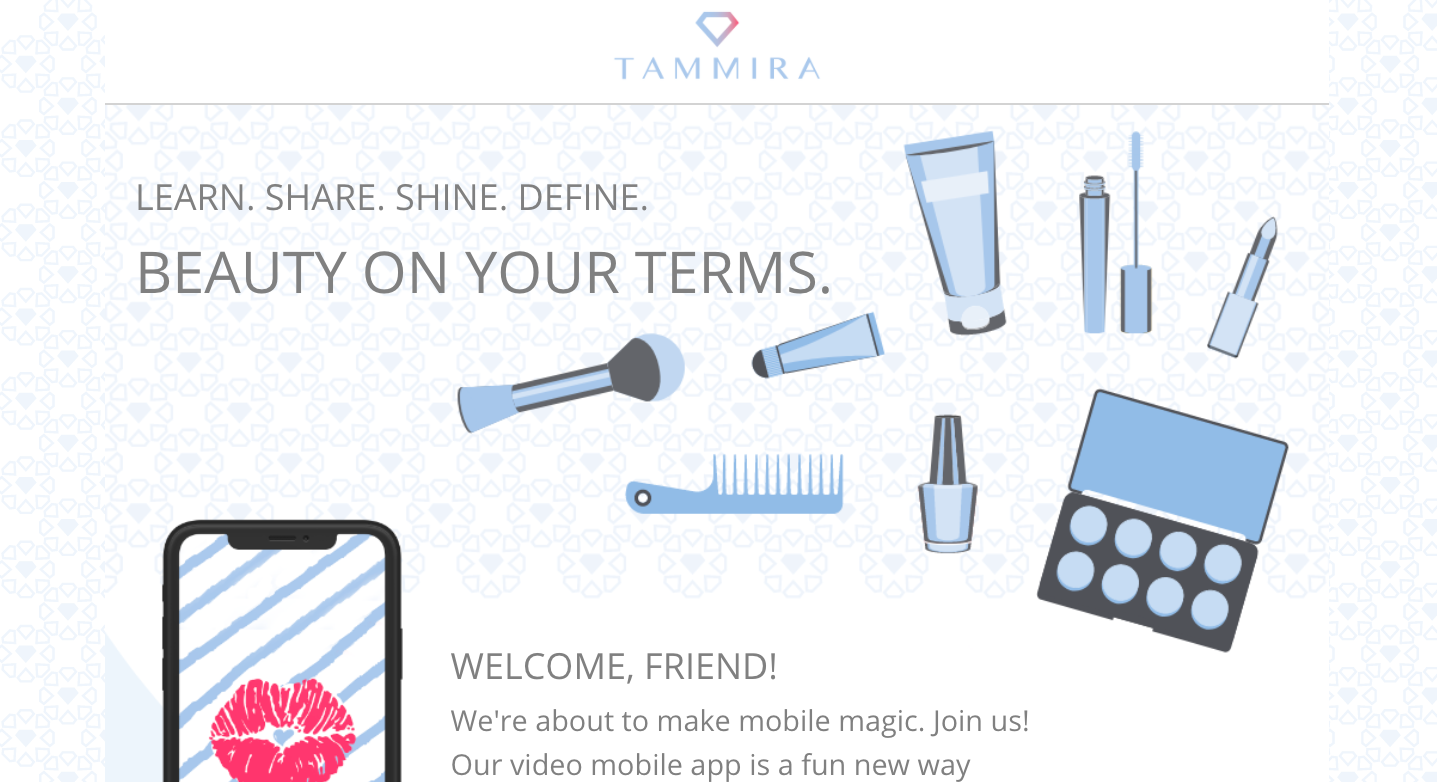 TAMMIRA
LEARN. SHARE. SHINE. DEFINE.
BEAUTY ON YOUR TERMS.
WELCOME, FRIEND!
We're about to make mobile magic. Join us!
Our video mobile app is a fun new way